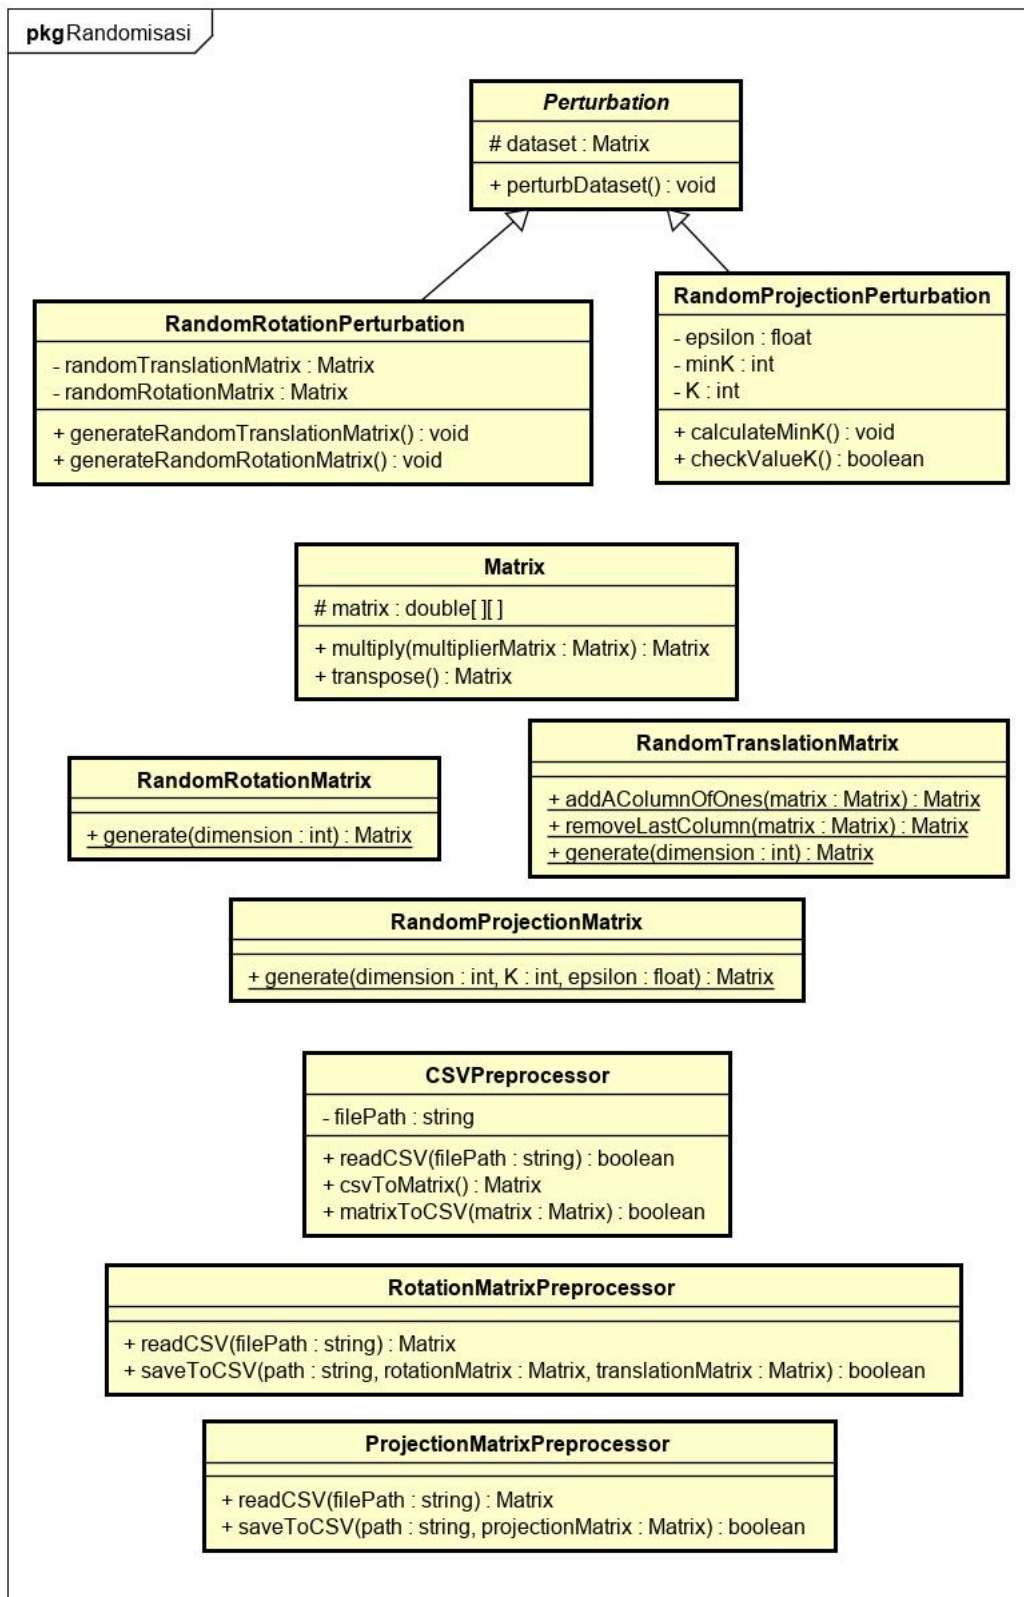 pkg Randomisasi
Perturbation
# dataset : Matrix
+ perturbDataset() : void
RandomRotationPerturbation
- randomTranslationMatrix : Matrix
- randomRotationMatrix : Matrix
+ generateRandomTranslationMatrix() : void
+ generateRandomRotationMatrix() : void
RandomProjectionPerturbation
- epsilon : float
- minK : int
- K : int
+ calculateMinK() : void
+ checkValueK() : boolean
Matrix
# matrix : double[ ][ ]
+ multiply(multiplierMatrix : Matrix) : Matrix
+ transpose() : Matrix
RandomRotationMatrix
+ generate(dimension : int) : Matrix
RandomTranslationMatrix
+ addAColumnOfOnes(matrix : Matrix) : Matrix
+ removeLastColumn(matrix : Matrix) : Matrix
+ generate(dimension : int) : Matrix
RandomProjectionMatrix
+ generate(dimension : int, K : int, epsilon : float) : Matrix
CSVPreprocessor
- filePath : string
+ readCSV(filePath : string) : boolean
+ csvToMatrix() : Matrix
+ matrixToCSV(matrix : Matrix) : boolean
RotationMatrixPreprocessor
+ readCSV(filePath : string) : Matrix
+ saveToCSV(path : string, rotationMatrix : Matrix, translationMatrix : Matrix) : boolean
ProjectionMatrixPreprocessor
+ readCSV(filePath : string) : Matrix
+ saveToCSV(path : string, projectionMatrix : Matrix) : boolean